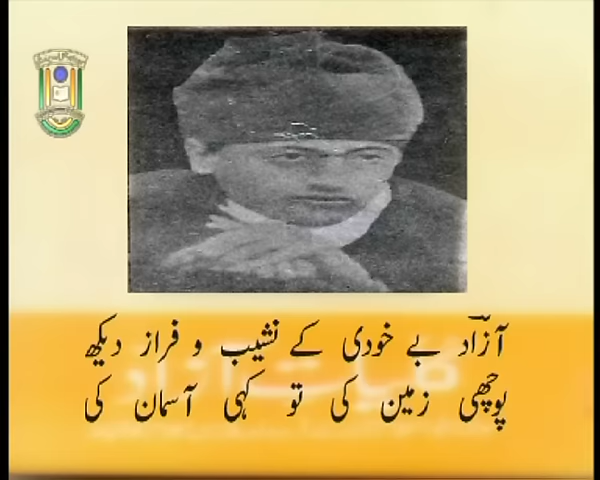 آزادؔ بے خودی کے نشیب و فراز دیکھ
پوچھی زمین کی تو کہی آسمان کی